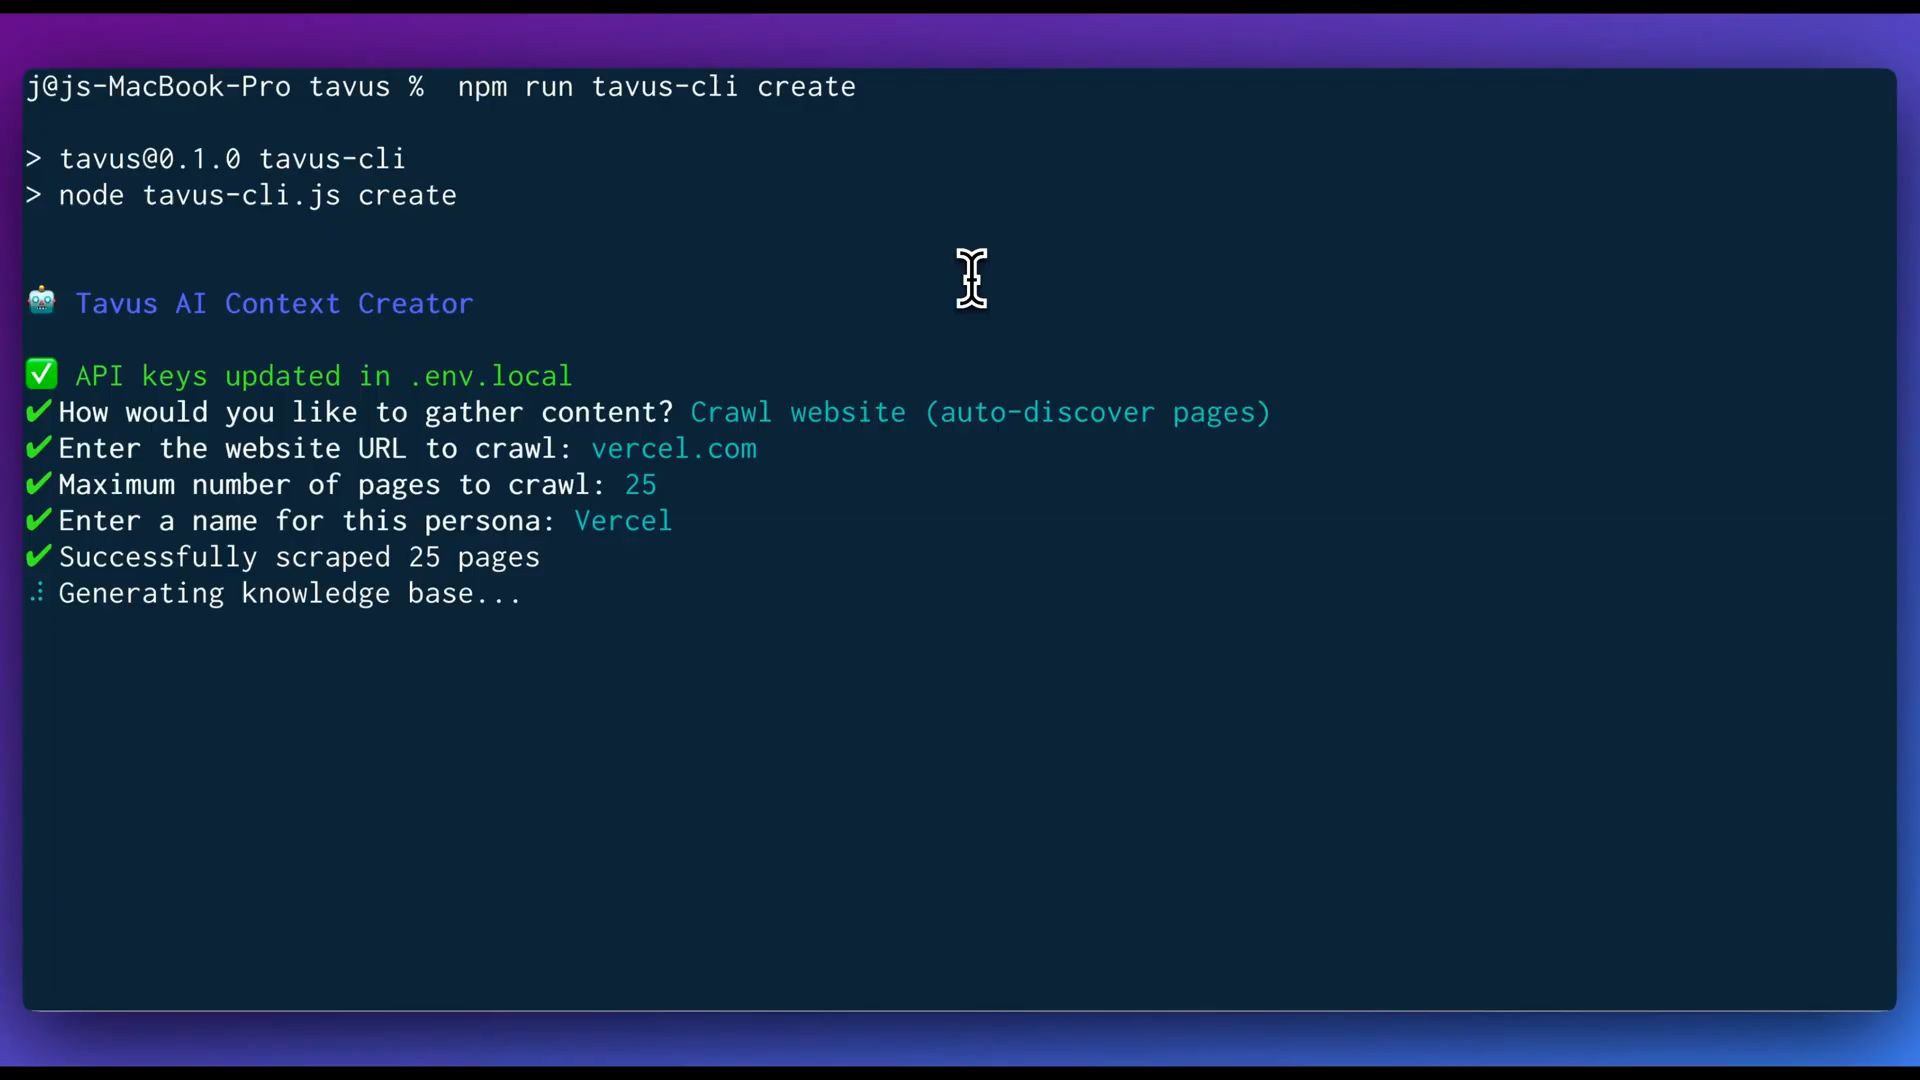 j@js-MacBook-Pro tavus %  npm run tavus-cli create
> tavus@0.1.0 tavus-cli
> node tavus-cli.js create
🤖 Tavus AI Context Creator
✅ API keys updated in .env.local
✔ How would you like to gather content? Crawl website (auto-discover pages)
✔ Enter the website URL to crawl: vercel.com
✔ Maximum number of pages to crawl: 25
✔ Enter a name for this persona: Vercel
✔ Successfully scraped 25 pages
⠼ Generating knowledge base...